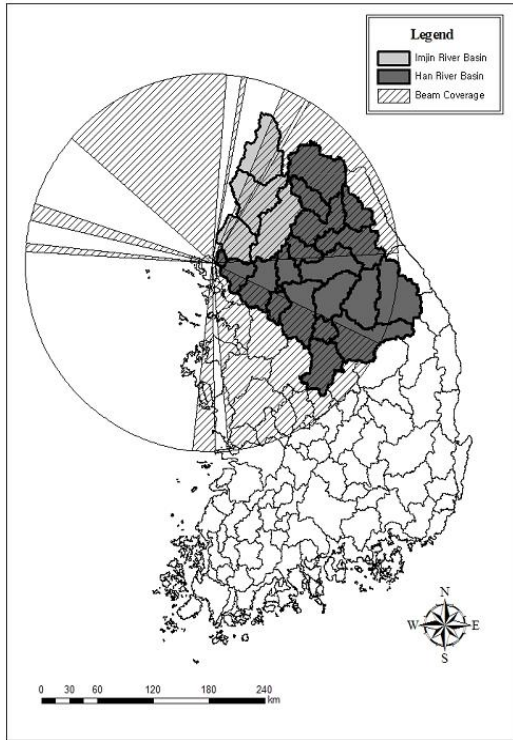 Legend
Imjin River Basin
Han River Basin
Beam Coverage
N
W E
S
0 30 60 120 180 240
km